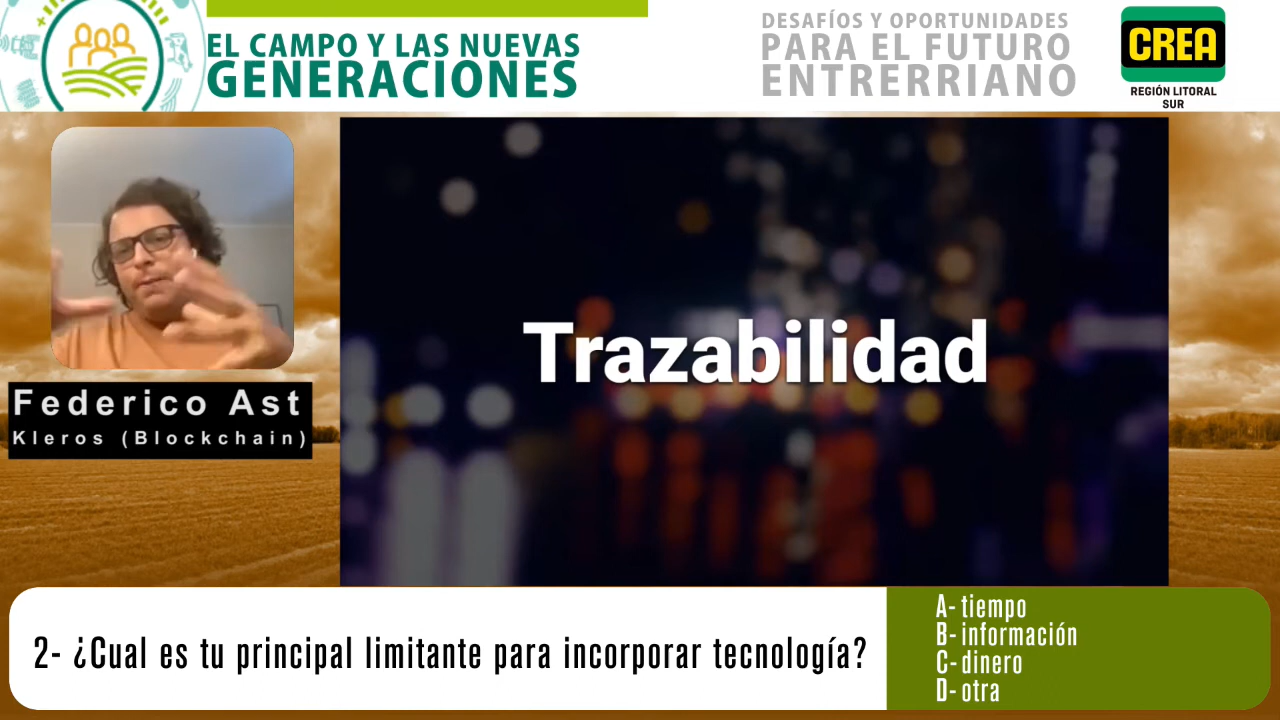 EL CAMPO Y LAS NUEVAS
GENERACIONES
DESAFÍOS Y OPORTUNIDADES
PARA EL FUTURO
ENTRERRIANO
CREA
REGIÓN LITORAL
SUR
Trazabilidad
Federico Ast
Kleros (Blockchain)
2- ¿Cual es tu principal limitante para incorporar tecnología?
A- tiempo
B- información
C- dinero
D- otra